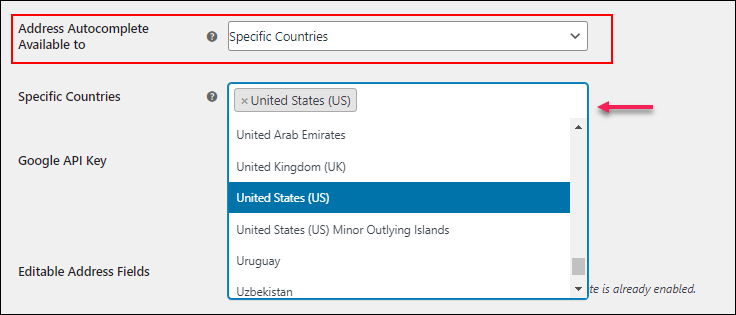 Address Autocomplete
Available to
Specific Countries
Specific Countries
× United States (US)
United Arab Emirates
Google API Key
United Kingdom (UK)
United States (US)
United States (US) Minor Outlying Islands
Uruguay
Editable Address Fields
Uzbekistan
te is already enabled.